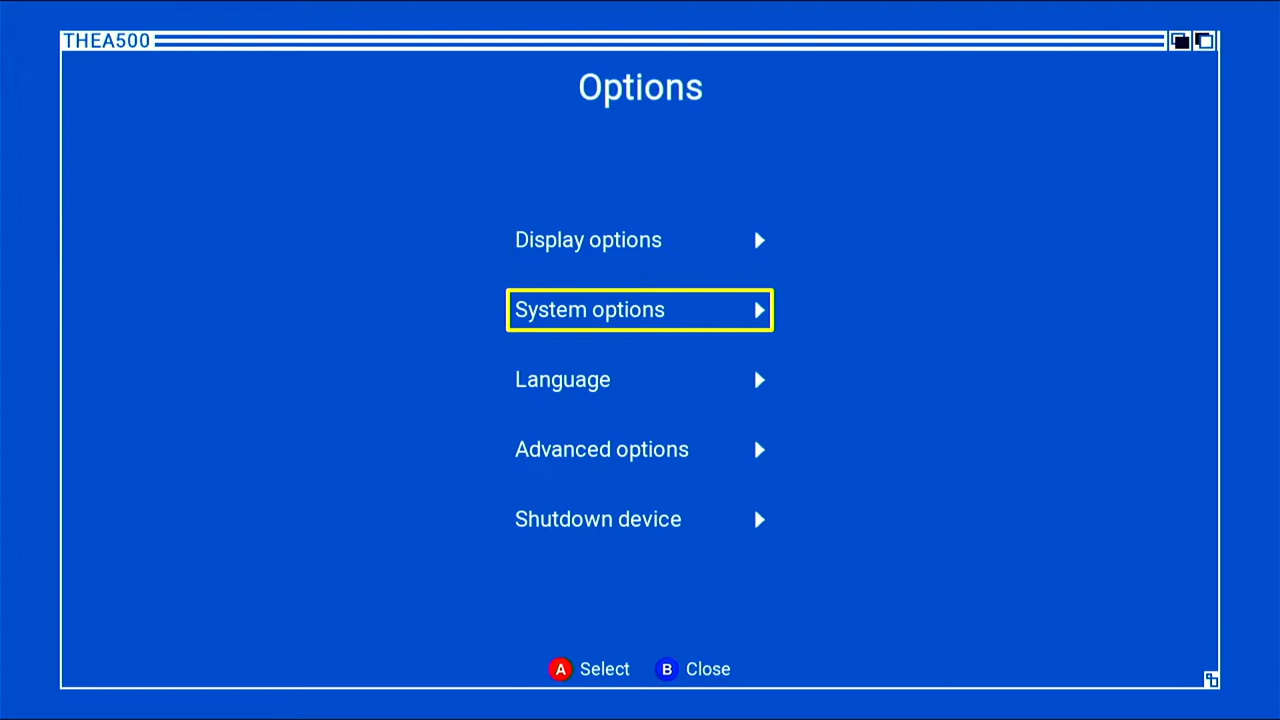 THEA500
Options
Display options
System options
Language
Advanced options
Shutdown device
A Select B Close